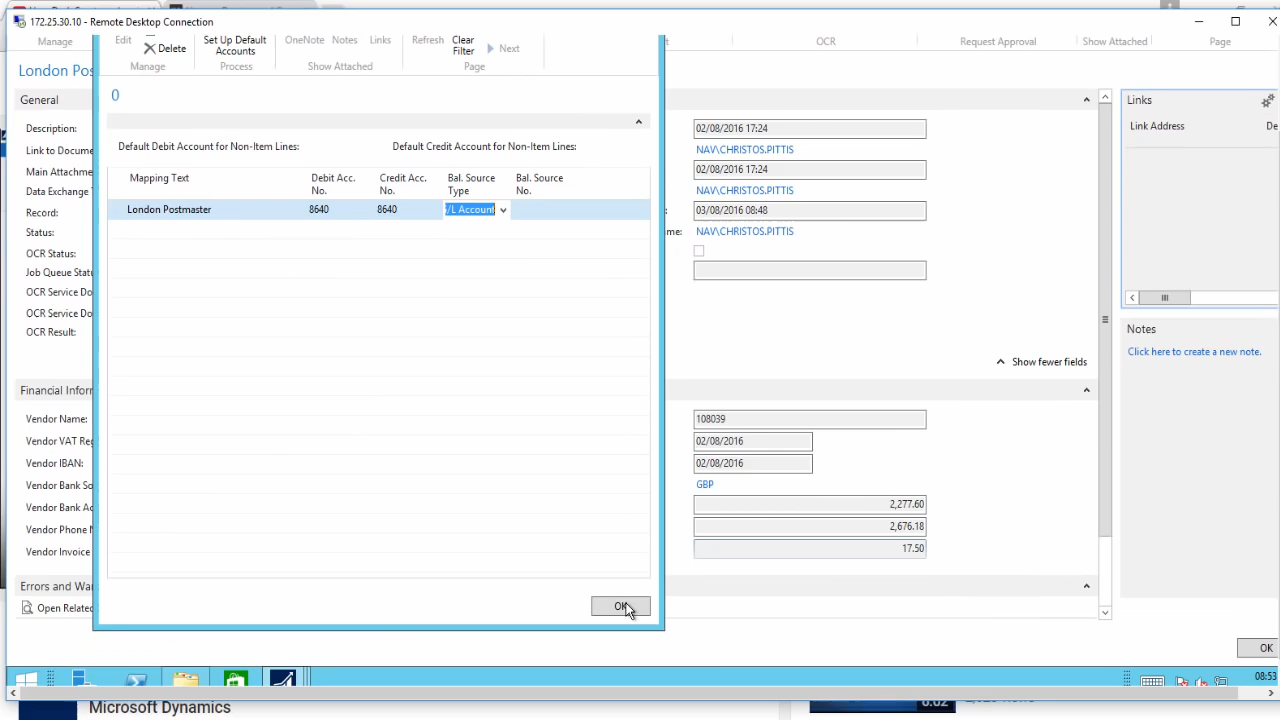 172.25.30.10 - Remote Desktop Connection
Manage
Edit
Delete
Manage
Set Up Default
Accounts
Process
OneNote Notes Links
Show Attached
Refresh
Clear
Filter
Next
Page
OCR
Request Approval
Show Attached
Page
London Pos
0
General
Description:
Link to Docume
Main Attachme
Data Exchange T
Record:
Status:
OCR Status:
Job Queue Statu
OCR Service Do
OCR Service Do
OCR Result:
Default Debit Account for Non-Item Lines:
Default Credit Account for Non-Item Lines:
Mapping Text
Debit Acc.
No.
Credit Acc.
No.
Bal. Source
Type
Bal. Source
No.
London Postmaster 8640 8640 /L Account
OK
02/08/2016 17:24
NAV\CHRISTOS.PITTIS
02/08/2016 17:24
NAV\CHRISTOS.PITTIS
03/08/2016 08:48
me: NAV\CHRISTOS.PITTIS
Show fewer fields
Financial Inforr
Vendor Name:
Vendor VAT Reg
Vendor IBAN:
Vendor Bank So
Vendor Bank Ac
Vendor Phone N
Vendor Invoice
108039
02/08/2016
02/08/2016
GBP
2,277.60
2,676.18
17.50
Errors and Wa
Open Related
Links
Link Address De
Notes
Click here to create a new note.
OK
08:53
Microsoft Dynamics